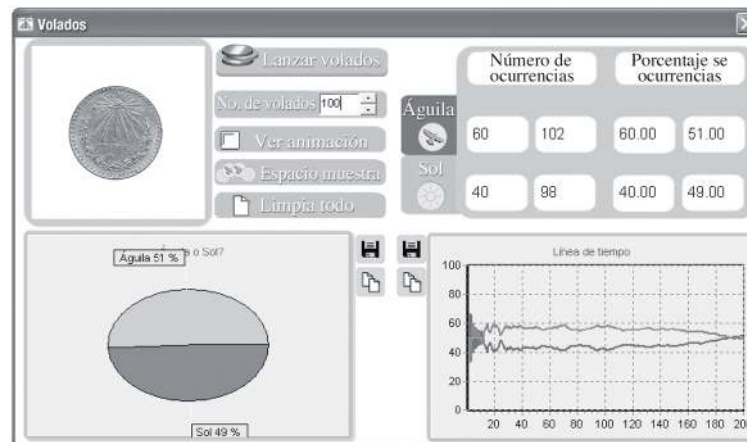 Volados
Lanzar volados
No. de volados 100
Ver animación
Espacio muestra
Limpia todo
Número de
ocurrencias
Porcentaje se
ocurrencias
Águila
60 102 60.00 51.00
Sol
40 98 40.00 49.00
o Sol?
Águila 51 %
Sol 49 %
Línea de tiempo
100
80
60
40
20
0
20 40 60 80 100 120 140 160 180 200